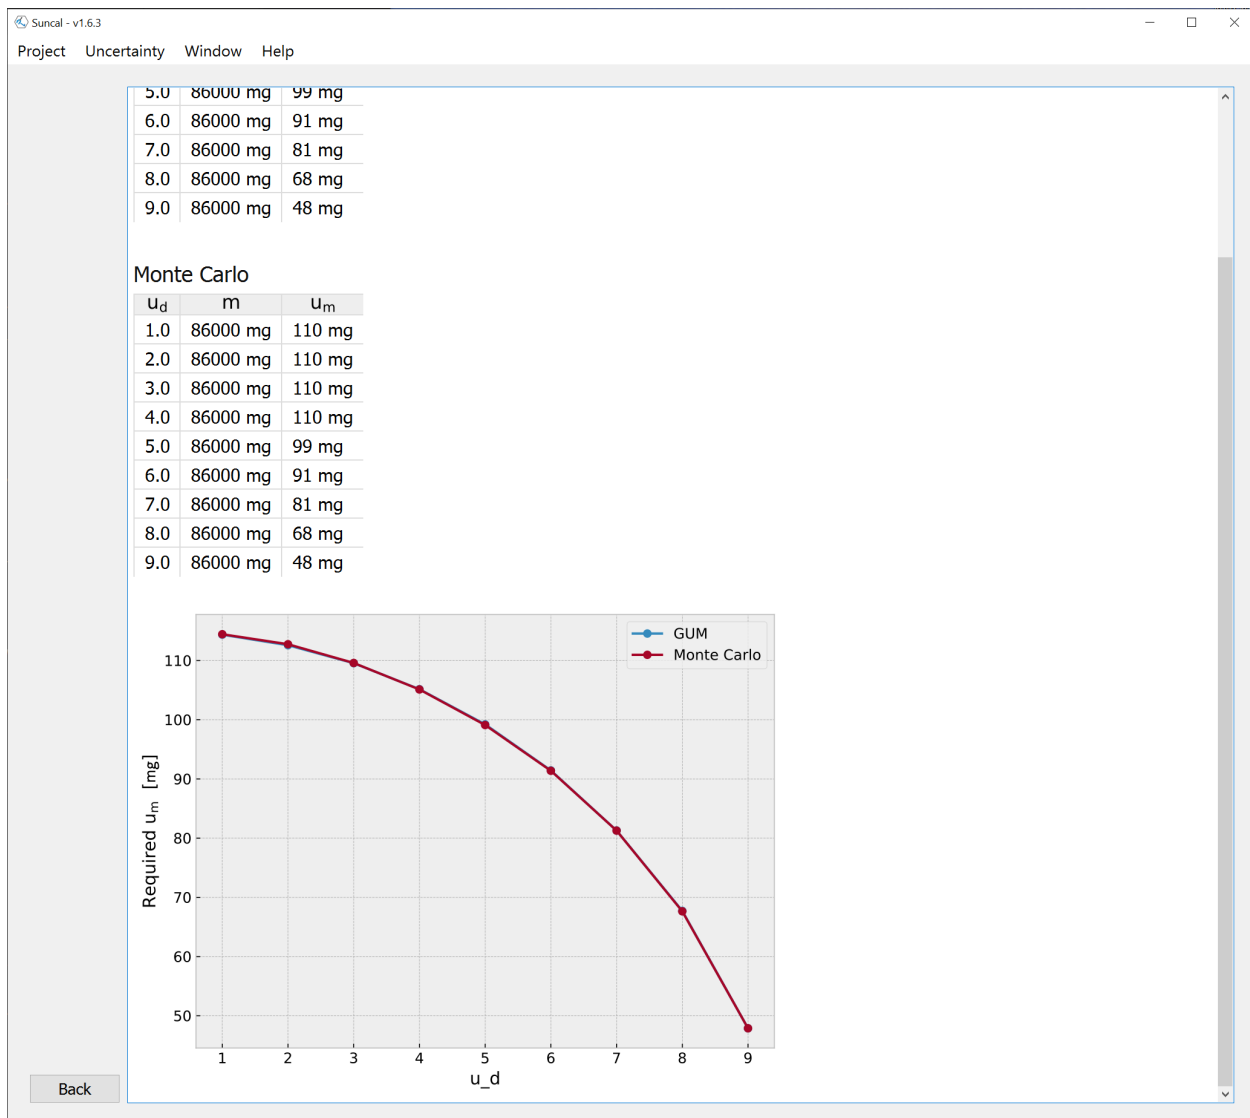 Suncal - v1.6.3
Project Uncertainty Window Help
5.0 86000 mg 99 mg
6.0 86000 mg 91 mg
7.0 86000 mg 81 mg
8.0 86000 mg 68 mg
9.0 86000 mg 48 mg
Monte Carlo
u_d m u_m
1.0 86000 mg 110 mg
2.0 86000 mg 110 mg
3.0 86000 mg 110 mg
4.0 86000 mg 110 mg
5.0 86000 mg 99 mg
6.0 86000 mg 91 mg
7.0 86000 mg 81 mg
8.0 86000 mg 68 mg
9.0 86000 mg 48 mg
GUM
Monte Carlo
110
100
90
80
70
60
50
Required u_m [mg]
1 2 3 4 5 6 7 8 9
u_d
Back